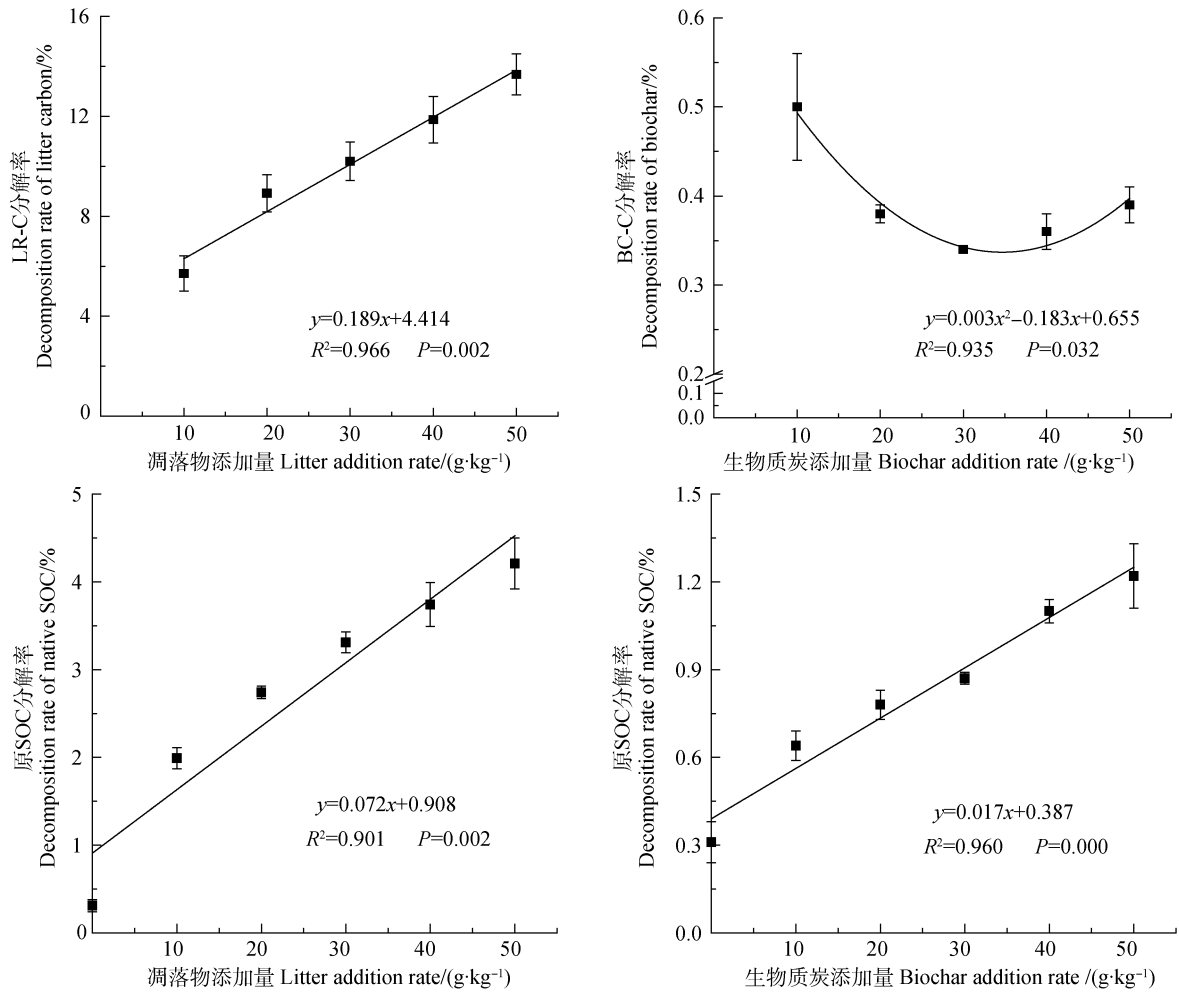 16
12
8
4
0
LR-C分解率
Decomposition rate of litter carbon/%
y=0.189x+4.414
R²=0.966 P=0.002
10 20 30 40 50
凋落物添加量 Litter addition rate/(g·kg⁻¹)
0.6
0.5
0.4
0.3
0.2
0.1
0.0
BC-C分解率
Decomposition rate of biochar/%
y=0.003x²−0.183x+0.655
R²=0.935 P=0.032
10 20 30 40 50
生物质炭添加量 Biochar addition rate /(g·kg⁻¹)
5
4
3
2
1
0
原SOC分解率
Decomposition rate of native SOC/%
y=0.072x+0.908
R²=0.901 P=0.002
10 20 30 40 50
凋落物添加量 Litter addition rate/(g·kg⁻¹)
1.5
1.2
0.9
0.6
0.3
0.0
原SOC分解率
Decomposition rate of native SOC/%
y=0.017x+0.387
R²=0.960 P=0.000
10 20 30 40 50
生物质炭添加量 Biochar addition rate /(g·kg⁻¹)